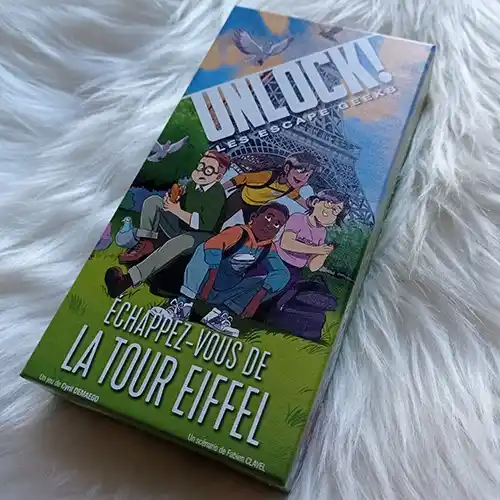 UNLOCK!
LES ESCAPE GEEKS
ÉCHAPPEZ-VOUS DE
LA TOUR EIFFEL
Un jeu de Cyril DEMAEGD
Un scénario de Fabien CLAVEL